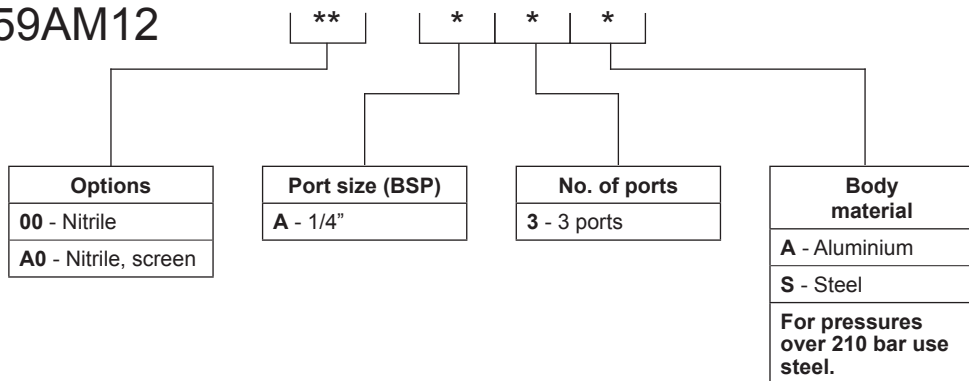 59AM12
** * * *
Options
00 - Nitrile
A0 - Nitrile, screen
Port size (BSP)
A - 1/4”
No. of ports
3 - 3 ports
Body
material
A - Aluminium
S - Steel
For pressures
over 210 bar use
steel.